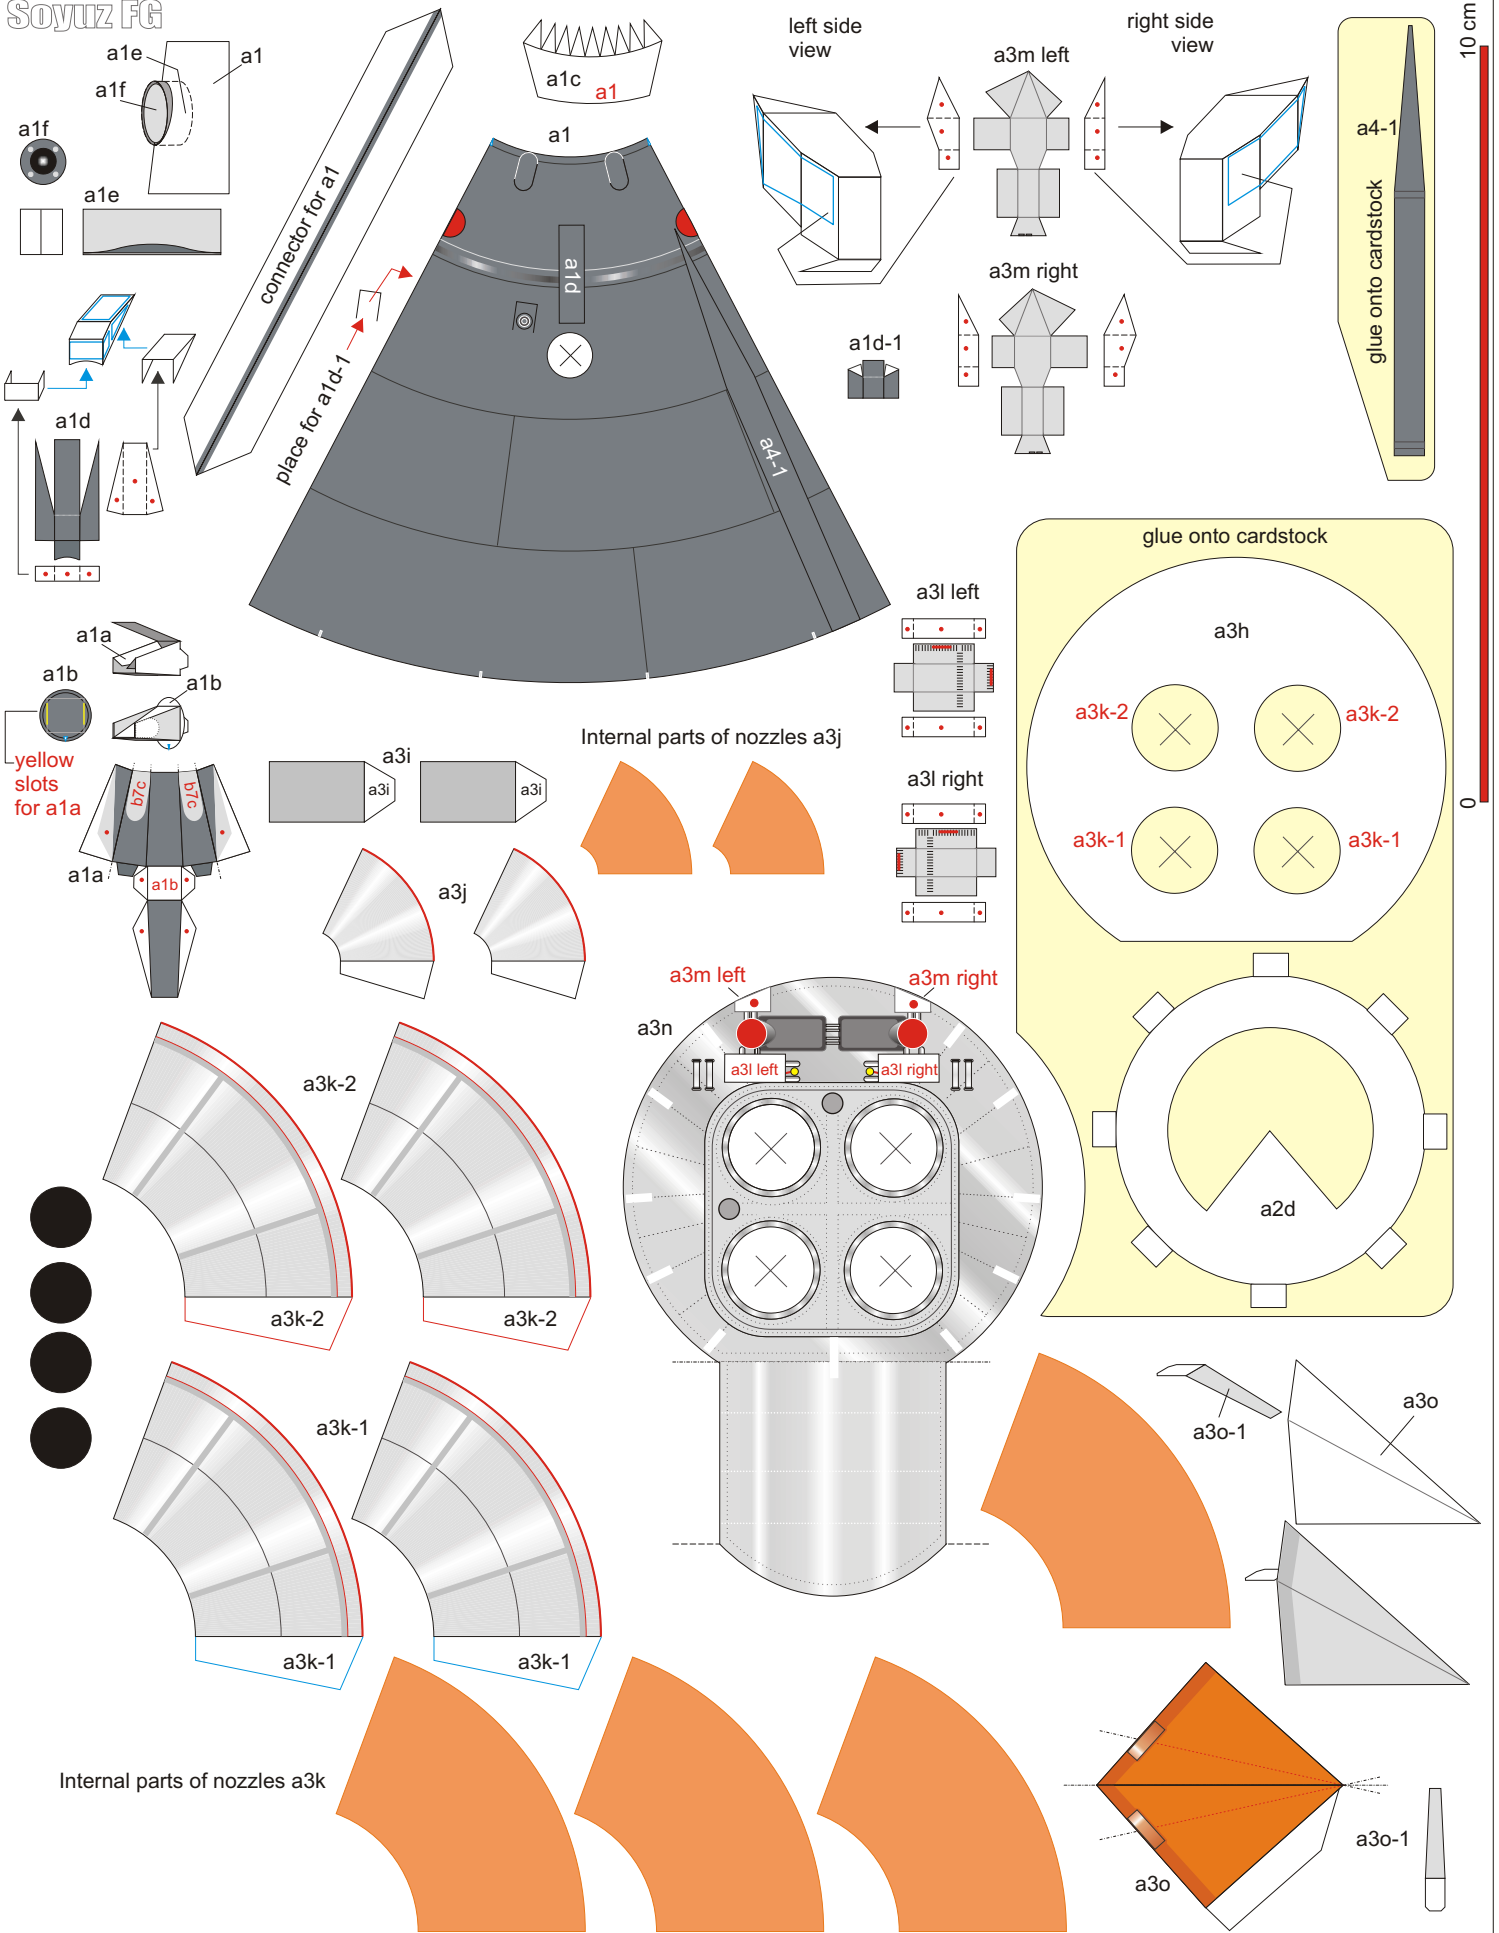 Soyuz FG
a1e
a1
a1f
a1f
a1e
connector for a1
a1c
a1
a1
left side
view
a3m left
right side
view
a3m right
a1d-1
a4-1
glue onto cardstock
10 cm
0
a1d
place for a1d-1
a1d
a4-1
a1a
a1b
a1b
yellow
slots
for a1a
b7c
b7c
a1a
a1b
a3i
a3i
a3i
Internal parts of nozzles a3j
a3j
a3l left
a3l right
glue onto cardstock
a3h
a3k-2
a3k-2
a3k-1
a3k-1
a2d
a3m left
a3m right
a3n
a3l left
a3l right
a3k-2
a3k-2
a3k-2
a3k-1
a3k-1
a3k-1
a3o-1
a3o
Internal parts of nozzles a3k
a3o
a3o-1